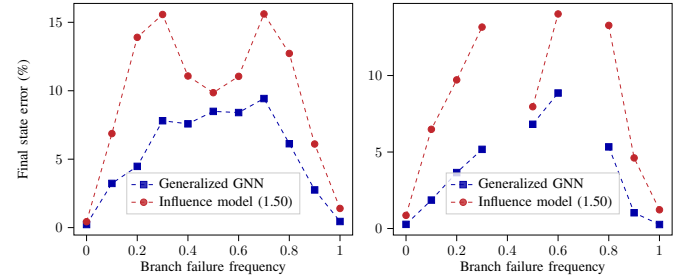 Final state error (%)
15
10
5
0
0
0.2
0.4
0.6
0.8
1
Branch failure frequency
Generalized GNN
Influence model (1.50)
10
5
0
0
0.2
0.4
0.6
0.8
1
Branch failure frequency
Generalized GNN
Influence model (1.50)